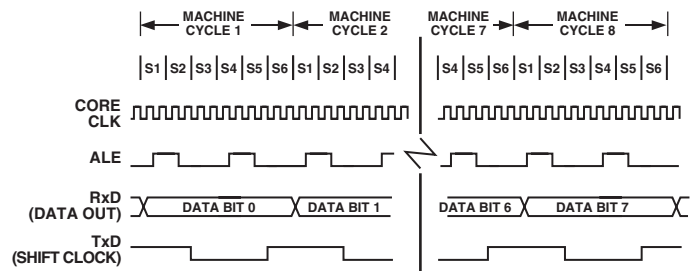 MACHINE CYCLE 1
MACHINE CYCLE 2
MACHINE CYCLE 7
MACHINE CYCLE 8
S1 S2 S3 S4 S5 S6 S1 S2 S3 S4
S4 S5 S6 S1 S2 S3 S4 S5 S6
CORE CLK
ALE
RxD (DATA OUT)
DATA BIT 0
DATA BIT 1
DATA BIT 6
DATA BIT 7
TxD (SHIFT CLOCK)